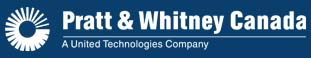 Pratt & Whitney Canada
A United Technologies Company